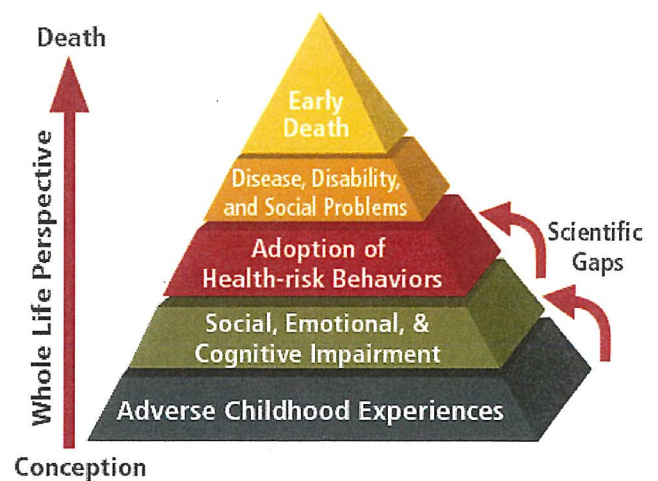 Death
Early
Death
Disease, Disability,
and Social Problems
Adoption of
Health-risk Behaviors
Social, Emotional, &
Cognitive Impairment
Adverse Childhood Experiences
Whole Life Perspective
Conception
Scientific
Gaps